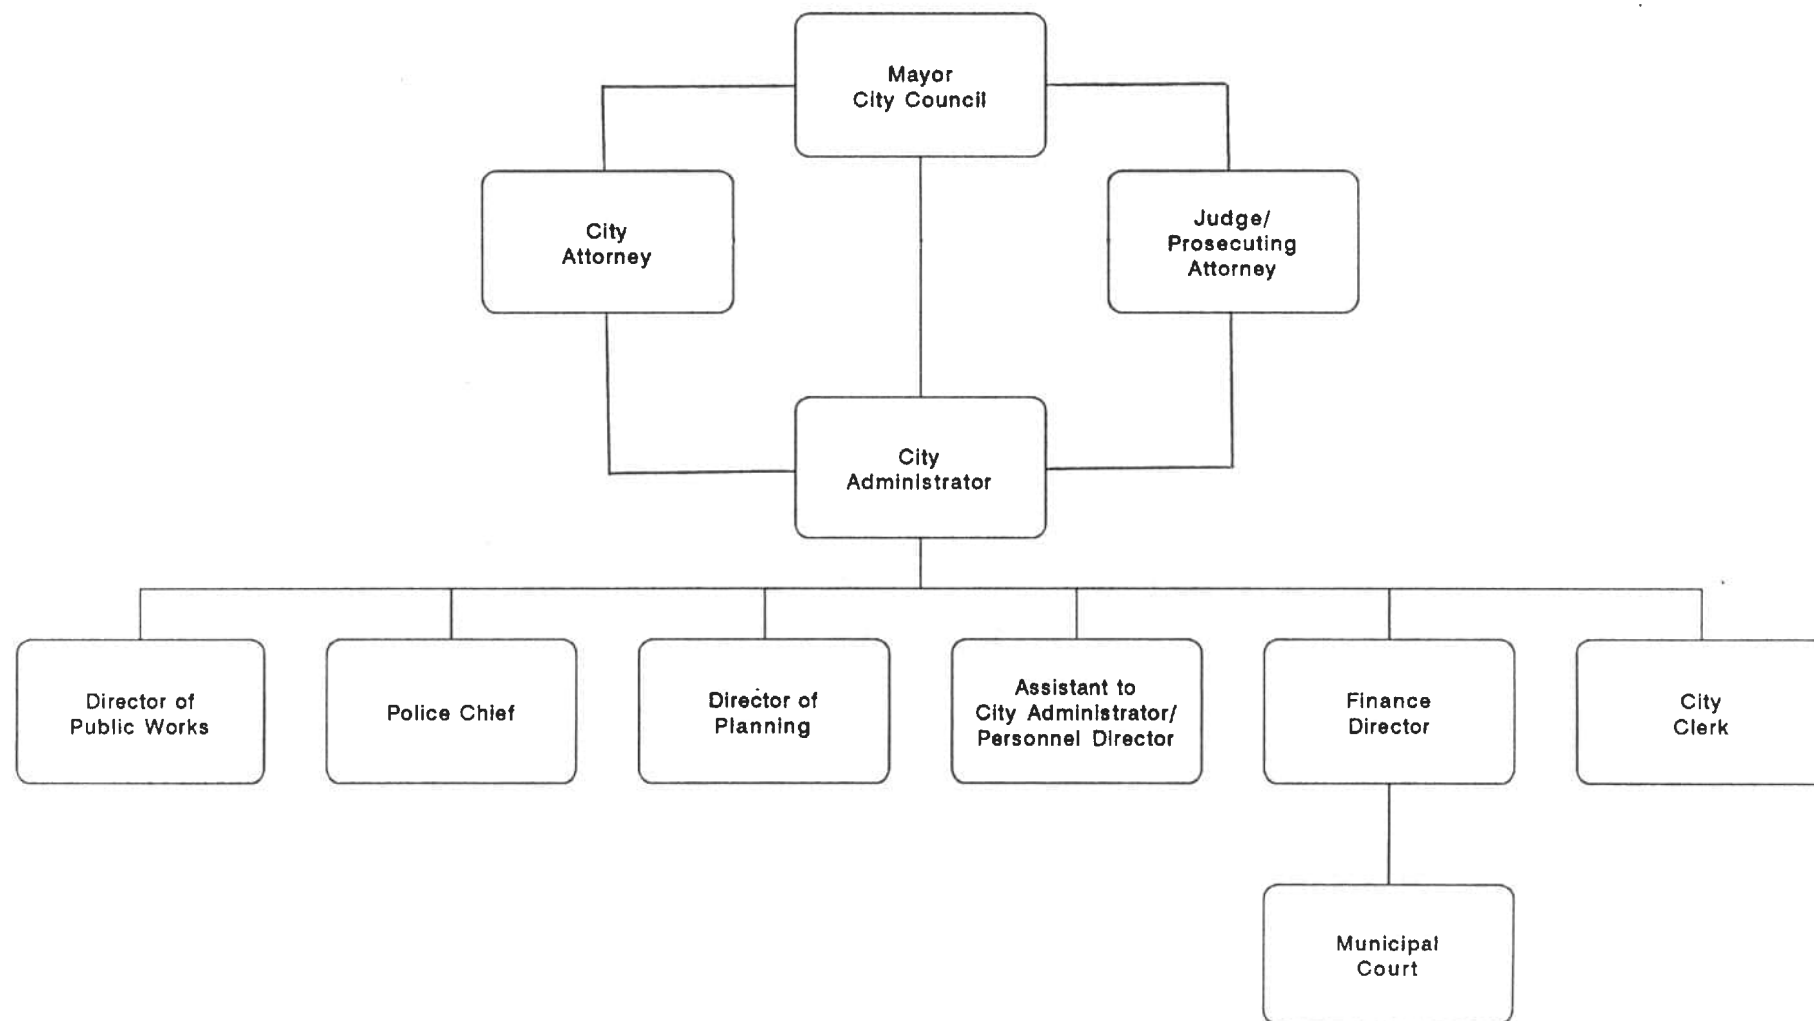 Mayor
City Council
City
Attorney
Judge/
Prosecuting
Attorney
City
Administrator
Director of
Public Works
Police Chief
Director of
Planning
Assistant to
City Administrator/
Personnel Director
Finance
Director
City
Clerk
Municipal
Court